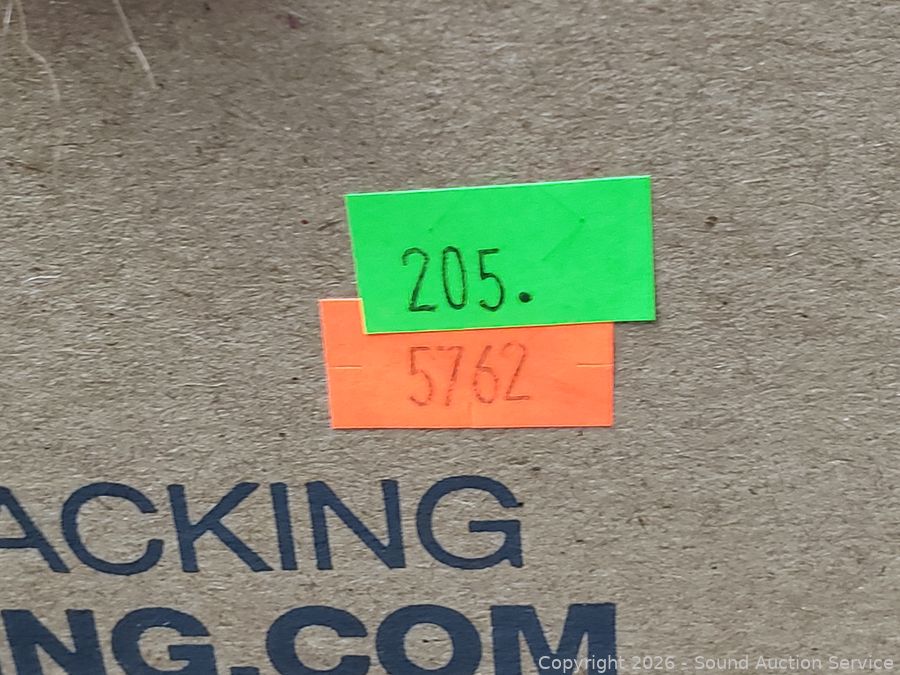 205.
5762
ACKING
NG.COM
Copyright 2026 - Sound Auction Service